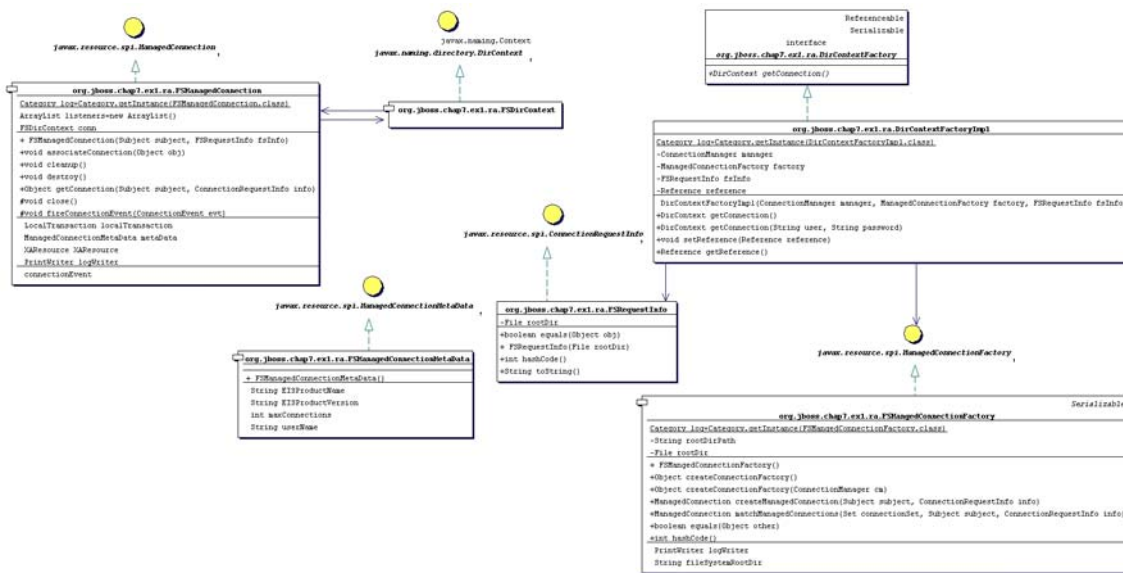 javax.resource.spi.ManagedConnection
org.jboss.chap7.ex1.ra.FSManagedConnection
Category log=Category.getInstance(FSManagedConnection.class)
ArrayList listeners=new ArrayList()
FSDirContext conn
+ FSManagedConnection(Subject subject, FSRequestInfo fsInfo)
+void associateConnection(Object obj)
+void cleanup()
+void destroy()
+Object getConnection(Subject subject, ConnectionRequestInfo info)
#void close()
#void fireConnectionEvent(ConnectionEvent evt)
LocalTransaction localTransaction
ManagedConnectionMetaData metaData
XAResource XAResource
PrintWriter logWriter
connectionEvent
javax.naming.Context
javax.naming.directory.DirContext
org.jboss.chap7.ex1.ra.FSDirContext
Referenceable
Serializable
interface
org.jboss.chap7.ex1.ra.DirContextFactory
+DirContext getConnection()
org.jboss.chap7.ex1.ra.DirContextFactoryImpl
Category log=Category.getInstance(DirContextFactoryImpl.class)
-ConnectionManager manager
-ManagedConnectionFactory factory
-FSRequestInfo fsInfo
-Reference reference
DirContextFactoryImpl(ConnectionManager manager, ManagedConnectionFactory factory, FSRequestInfo fsInfo)
+DirContext getConnection()
+DirContext getConnection(String user, String password)
+void setReference(Reference reference)
+Reference getReference()
javax.resource.spi.ConnectionRequestInfo
org.jboss.chap7.ex1.ra.FSRequestInfo
-File rootDir
+boolean equals(Object obj)
+ FSRequestInfo(File rootDir)
+int hashCode()
+String toString()
javax.resource.spi.ManagedConnectionMetaData
org.jboss.chap7.ex1.ra.FSManagedConnectionMetaData
+ FSManagedConnectionMetaData()
String EISProductName
String EISProductVersion
int maxConnections
String userName
javax.resource.spi.ManagedConnectionFactory
Serializable
org.jboss.chap7.ex1.ra.FSMangedConnectionFactory
Category log=Category.getInstance(FSMangedConnectionFactory.class)
-String rootDirPath
-File rootDir
+ FSMangedConnectionFactory()
+Object createConnectionFactory()
+Object createConnectionFactory(ConnectionManager cm)
+ManagedConnection createManagedConnection(Subject subject, ConnectionRequestInfo info)
+ManagedConnection matchManagedConnections(Set connectionSet, Subject subject, ConnectionRequestInfo info)
+boolean equals(Object other)
+int hashCode()
PrintWriter logWriter
String fileSystemRootDir